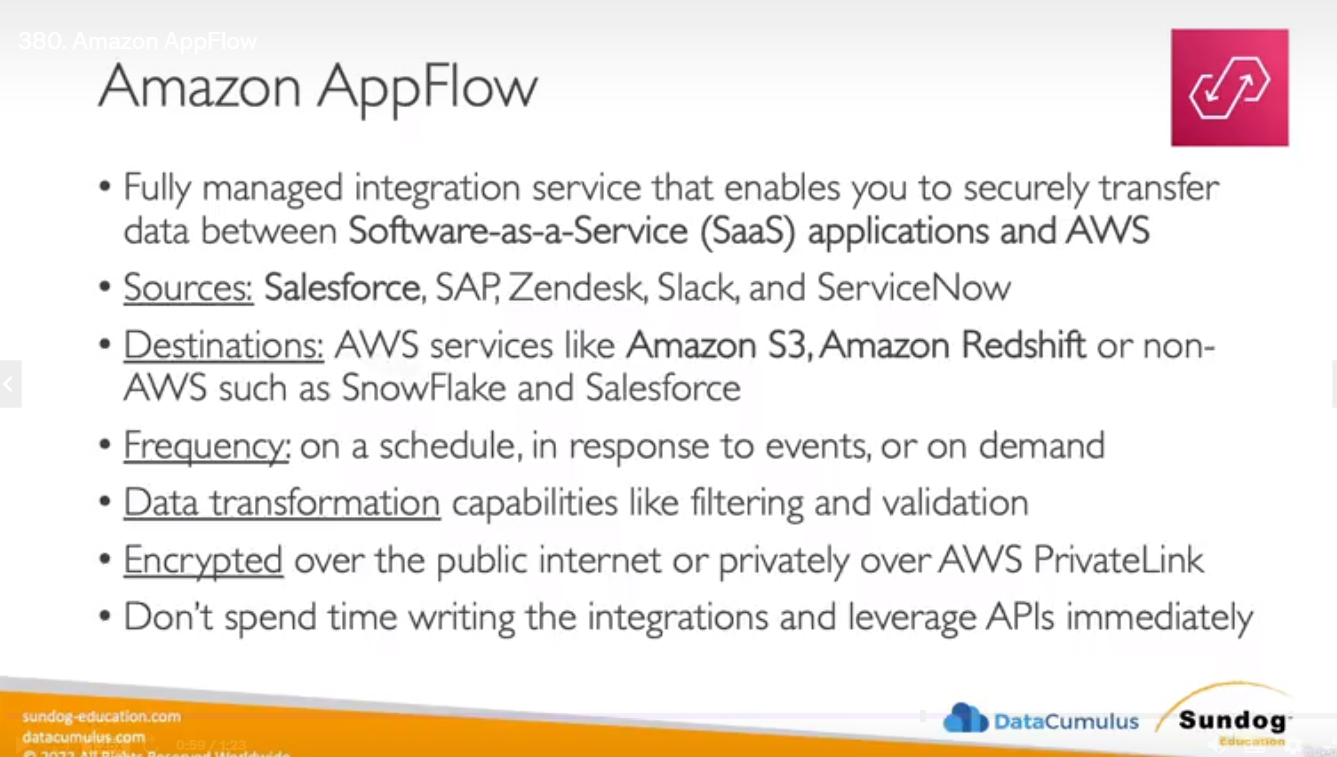 380. Amazon AppFlow
Amazon AppFlow
• Fully managed integration service that enables you to securely transfer
data between Software-as-a-Service (SaaS) applications and AWS
• Sources: Salesforce, SAP, Zendesk, Slack, and ServiceNow
• Destinations: AWS services like Amazon S3, Amazon Redshift or non-
AWS such as SnowFlake and Salesforce
• Frequency: on a schedule, in response to events, or on demand
• Data transformation capabilities like filtering and validation
• Encrypted over the public internet or privately over AWS PrivateLink
• Don't spend time writing the integrations and leverage APIs immediately
sundog-education.com
datacumulus.com
0:59 / 1:23
All Rights Reserved Worldwide
DataCumulus
Sundog
Education